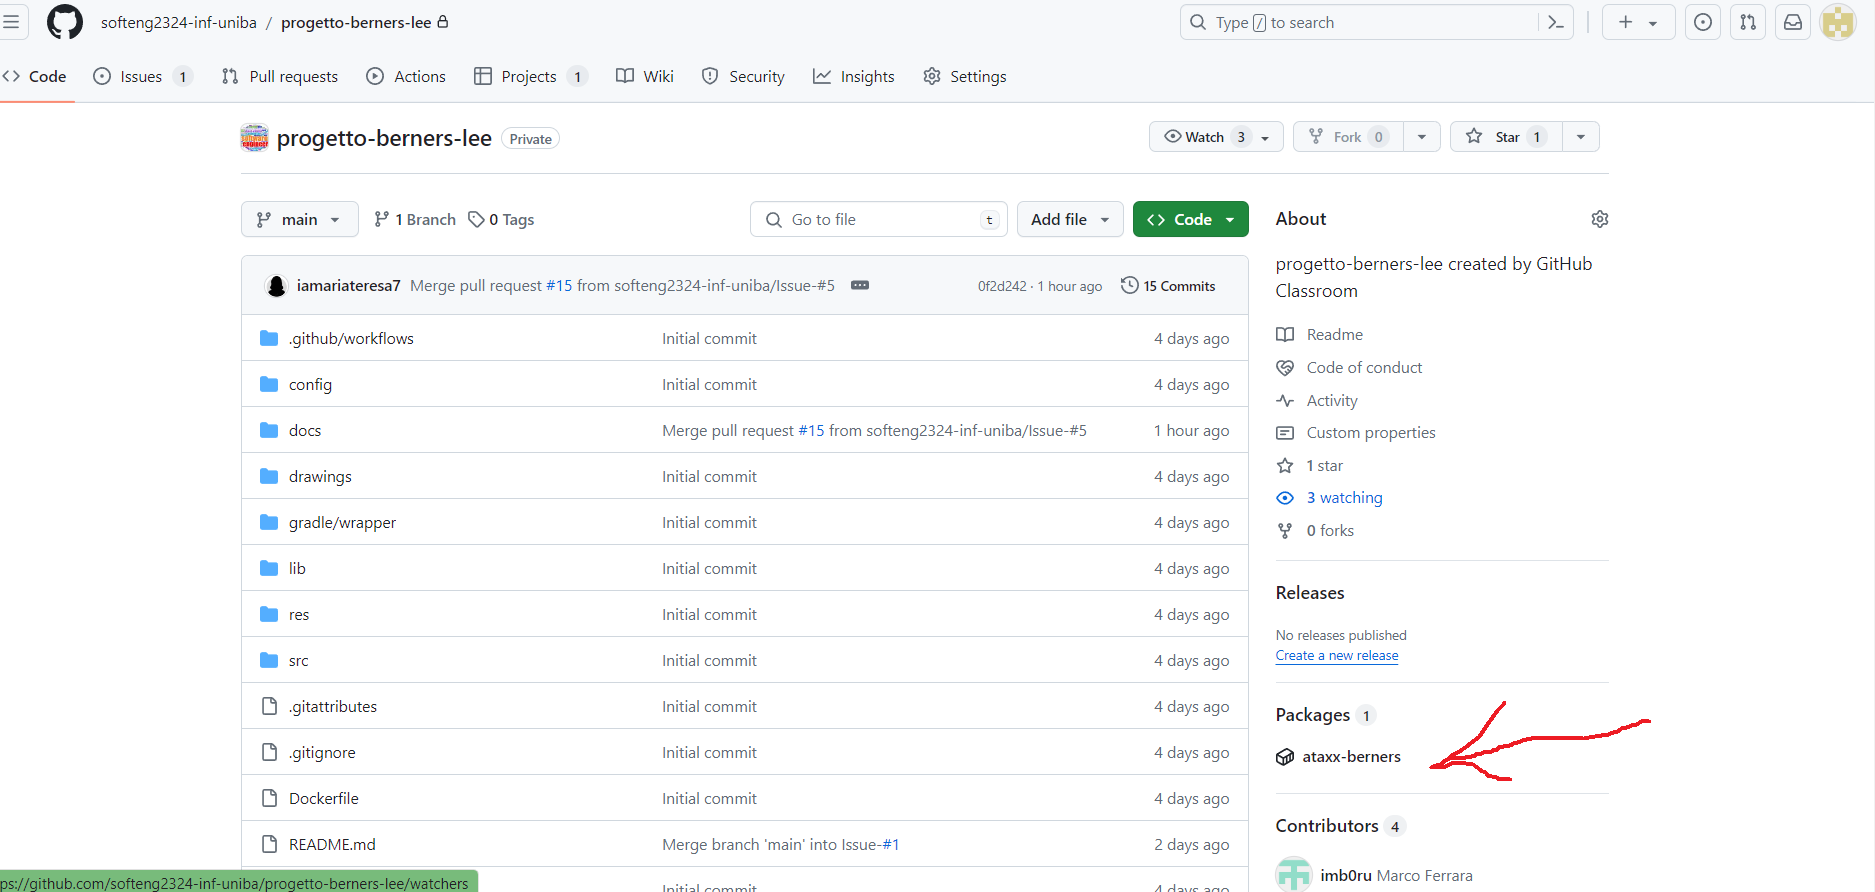 softeng2324-inf-uniba / progetto-berners-lee
Type / to search
Code Issues 1 Pull requests Actions Projects 1 Wiki Security Insights Settings
progetto-berners-lee Private
Watch 3 Fork 0 Star 1
main 1 Branch 0 Tags Go to file t Add file Code
iamariateresa7 Merge pull request #15 from softeng2324-inf-uniba/Issue-#5 0f2d242 · 1 hour ago 15 Commits
.github/workflows Initial commit 4 days ago
config Initial commit 4 days ago
docs Merge pull request #15 from softeng2324-inf-uniba/Issue-#5 1 hour ago
drawings Initial commit 4 days ago
gradle/wrapper Initial commit 4 days ago
lib Initial commit 4 days ago
res Initial commit 4 days ago
src Initial commit 4 days ago
.gitattributes Initial commit 4 days ago
.gitignore Initial commit 4 days ago
Dockerfile Initial commit 4 days ago
README.md Merge branch 'main' into Issue-#1 2 days ago
Initial commit 4 days ago
ps://github.com/softeng2324-inf-uniba/progetto-berners-lee/watchers
About
progetto-berners-lee created by GitHub
Classroom
Readme
Code of conduct
Activity
Custom properties
1 star
3 watching
0 forks
Releases
No releases published
Create a new release
Packages 1
ataxx-berners
Contributors 4
imb0ru Marco Ferrara